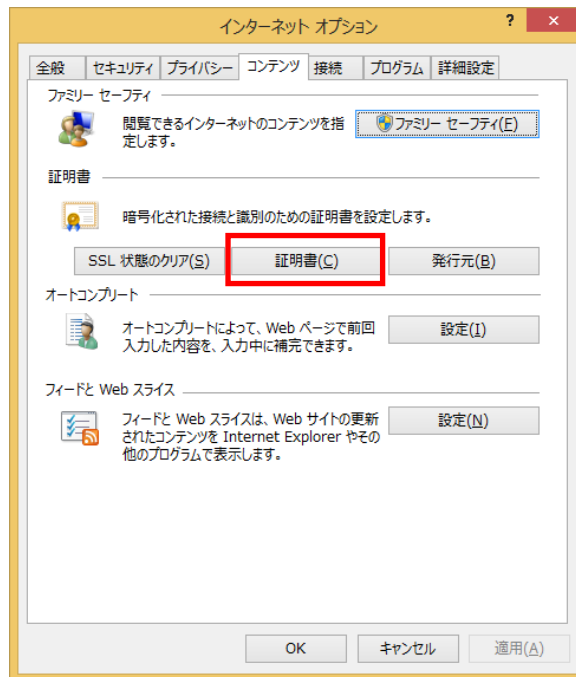 インターネット オプション
?
×
全般 セキュリティ プライバシー コンテンツ 接続 プログラム 詳細設定
ファミリー セーフティ
閲覧できるインターネットのコンテンツを指
定します。
ファミリー セーフティ(F)
証明書
暗号化された接続と識別のための証明書を設定します。
SSL 状態のクリア(S) 証明書(C) 発行元(B)
オートコンプリート
オートコンプリートによって、Web ページで前回
入力した内容を、入力中に補完できます。
設定(I)
フィードと Web スライス
フィードと Web スライスは、Web サイトの更新
されたコンテンツを Internet Explorer やその
他のプログラムで表示します。
設定(N)
OK キャンセル 適用(A)